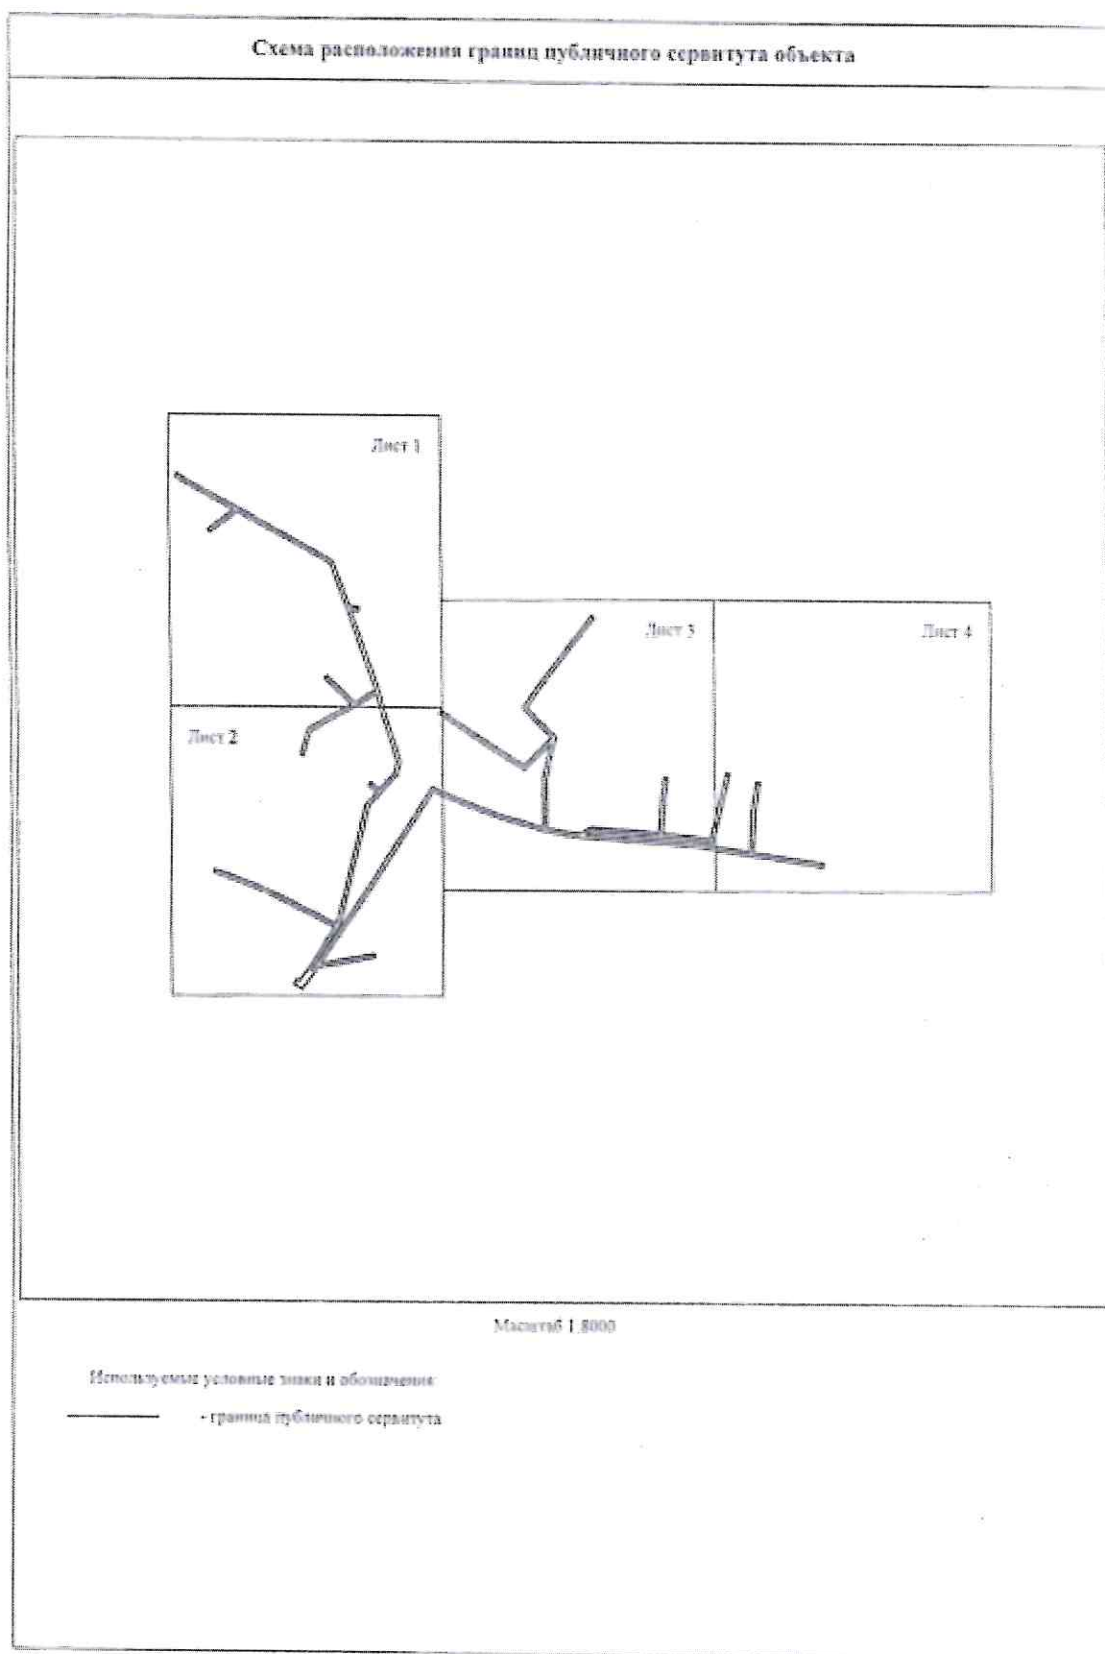 Схема расположения границ публичного сервитута объекта
Лист 1
Лист 3
Лист 4
Лист 2
Масштаб 1:8000
Используемые условные знаки и обозначения:
- граница публичного сервитута